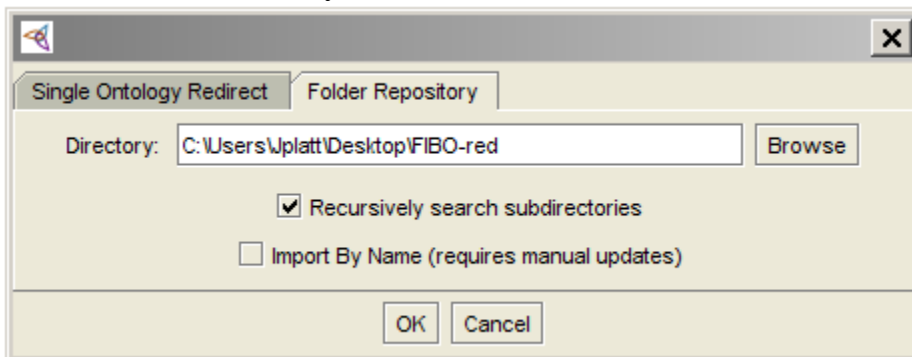 Single Ontology Redirect Folder Repository
Directory: C:\Users\Jplatt\Desktop\FIBO-red Browse
Recursively search subdirectories
Import By Name (requires manual updates)
OK Cancel